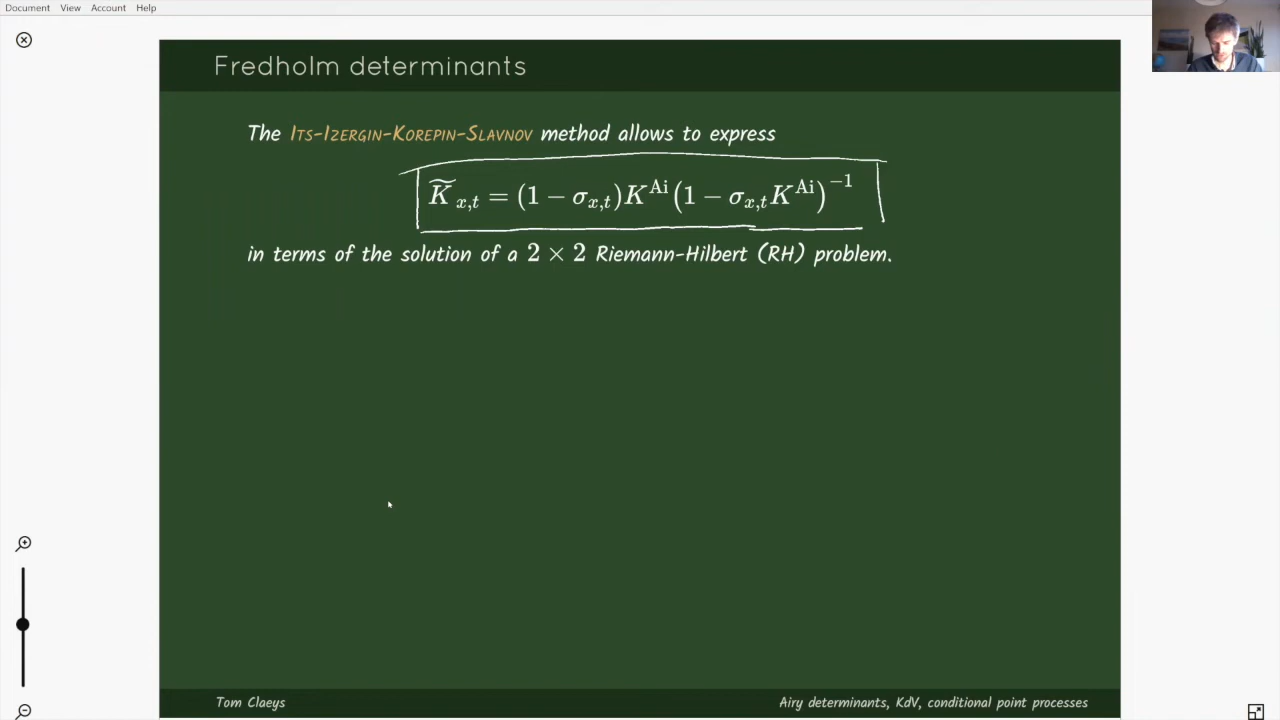 Document View Account Help
Fredholm determinants
The Its-Izergin-Korepin-Slavnov method allows to express
K̃_{x,t} = (1 − σ_{x,t})K^{Ai}(1 − σ_{x,t}K^{Ai})^{−1}
in terms of the solution of a 2 × 2 Riemann-Hilbert (RH) problem.
Tom Claeys Airy determinants, KdV, conditional point processes